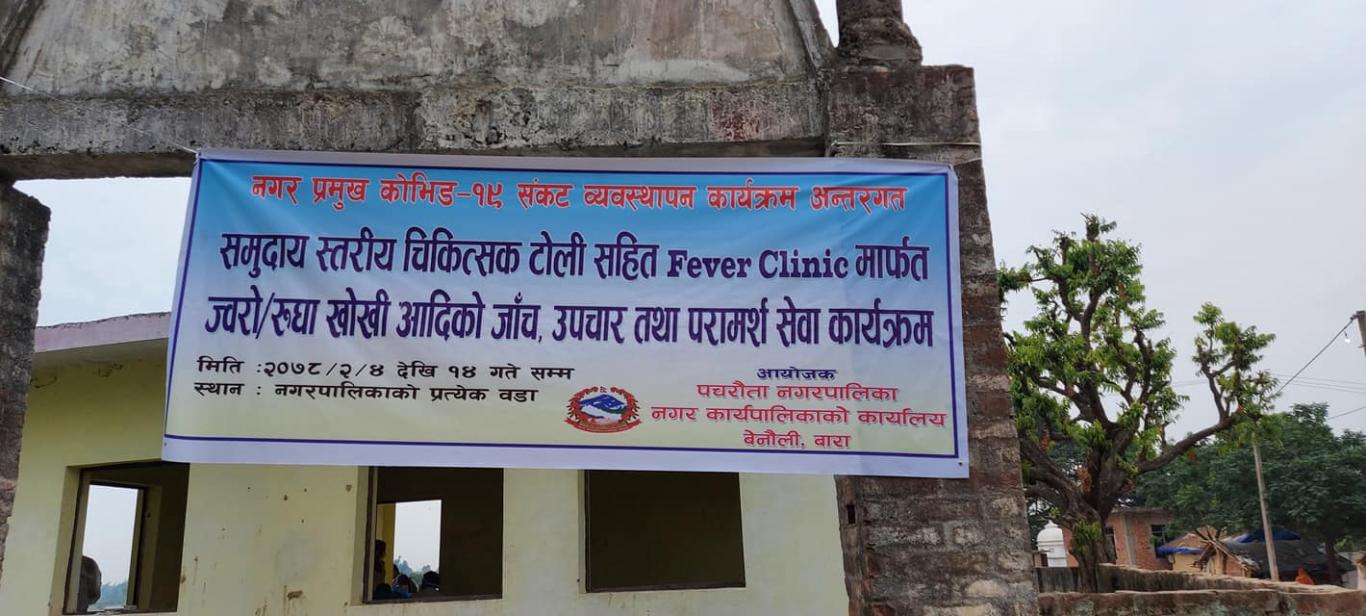 नगर प्रमुख कोभिड-१९ संकट व्यवस्थापन कार्यक्रम अन्तरगत
समुदाय स्तरीय चिकित्सक टोली सहित Fever Clinic मार्फत
ज्वरो/रुघा खोखी आदिको जाँच, उपचार तथा परामर्श सेवा कार्यक्रम
मिति :२०७८/२/४ देखि १४ गते सम्म
स्थान : नगरपालिकाको प्रत्येक वडा
आयोजक
पचरौता नगरपालिका
नगर कार्यपालिकाको कार्यालय
बेनौली, बारा